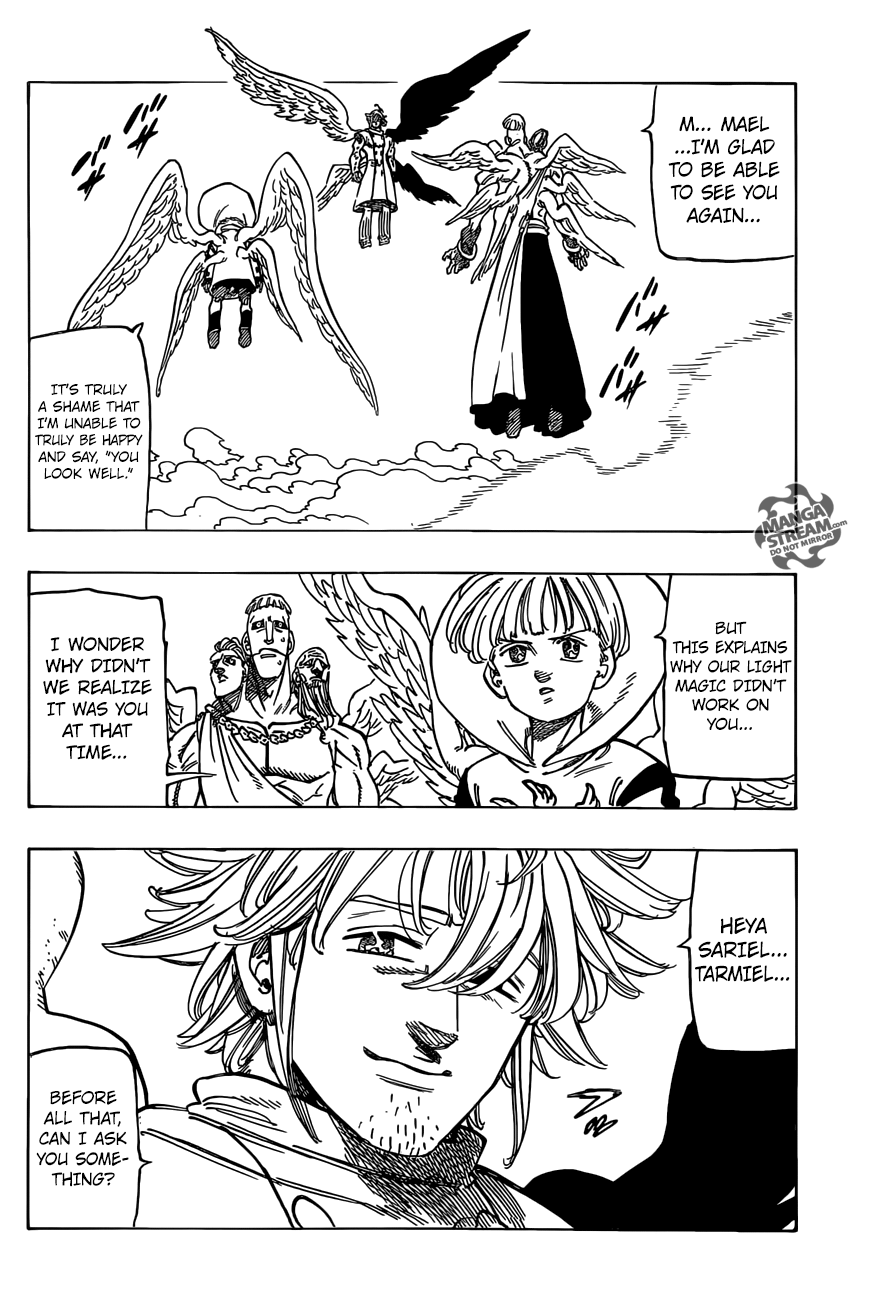 M... MAEL
...I'M GLAD
TO BE ABLE
TO SEE YOU
AGAIN...
IT'S TRULY
A SHAME THAT
I'M UNABLE TO
TRULY BE HAPPY
AND SAY, "YOU
LOOK WELL."
MANGA
STREAM.com
DO NOT MIRROR
BUT
THIS EXPLAINS
WHY OUR LIGHT
MAGIC DIDN'T
WORK ON
YOU...
I WONDER
WHY DIDN'T
WE REALIZE
IT WAS YOU
AT THAT
TIME...
HEYA
SARIEL...
TARMIEL...
BEFORE
ALL THAT,
CAN I ASK
YOU SOME-
THING?